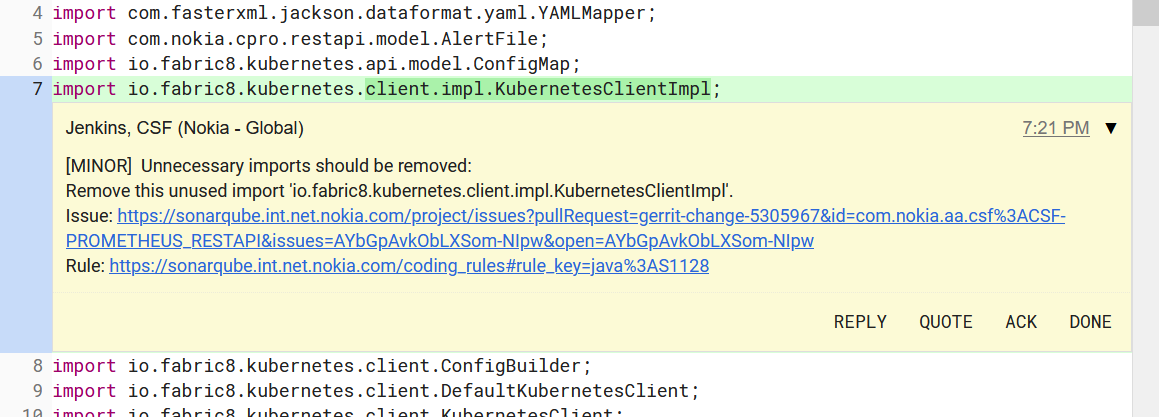 4 import com.fasterxml.jackson.dataformat.yaml.YAMLMapper;
5 import com.nokia.cpro.restapi.model.AlertFile;
6 import io.fabric8.kubernetes.api.model.ConfigMap;
7 import io.fabric8.kubernetes.client.impl.KubernetesClientImpl;
Jenkins, CSF (Nokia - Global) 7:21 PM ▼
[MINOR] Unnecessary imports should be removed:
Remove this unused import 'io.fabric8.kubernetes.client.impl.KubernetesClientImpl'.
Issue: https://sonarqube.int.net.nokia.com/project/issues?pullRequest=gerrit-change-5305967&id=com.nokia.aa.csf%3ACSF-
PROMETHEUS_RESTAPI&issues=AYbGpAvkObLXSom-NIpw&open=AYbGpAvkObLXSom-NIpw
Rule: https://sonarqube.int.net.nokia.com/coding_rules#rule_key=java%3AS1128
REPLY QUOTE ACK DONE
8 import io.fabric8.kubernetes.client.ConfigBuilder;
9 import io.fabric8.kubernetes.client.DefaultKubernetesClient;
10 import io.fabric8.kubernetes.client.KubernetesClient;